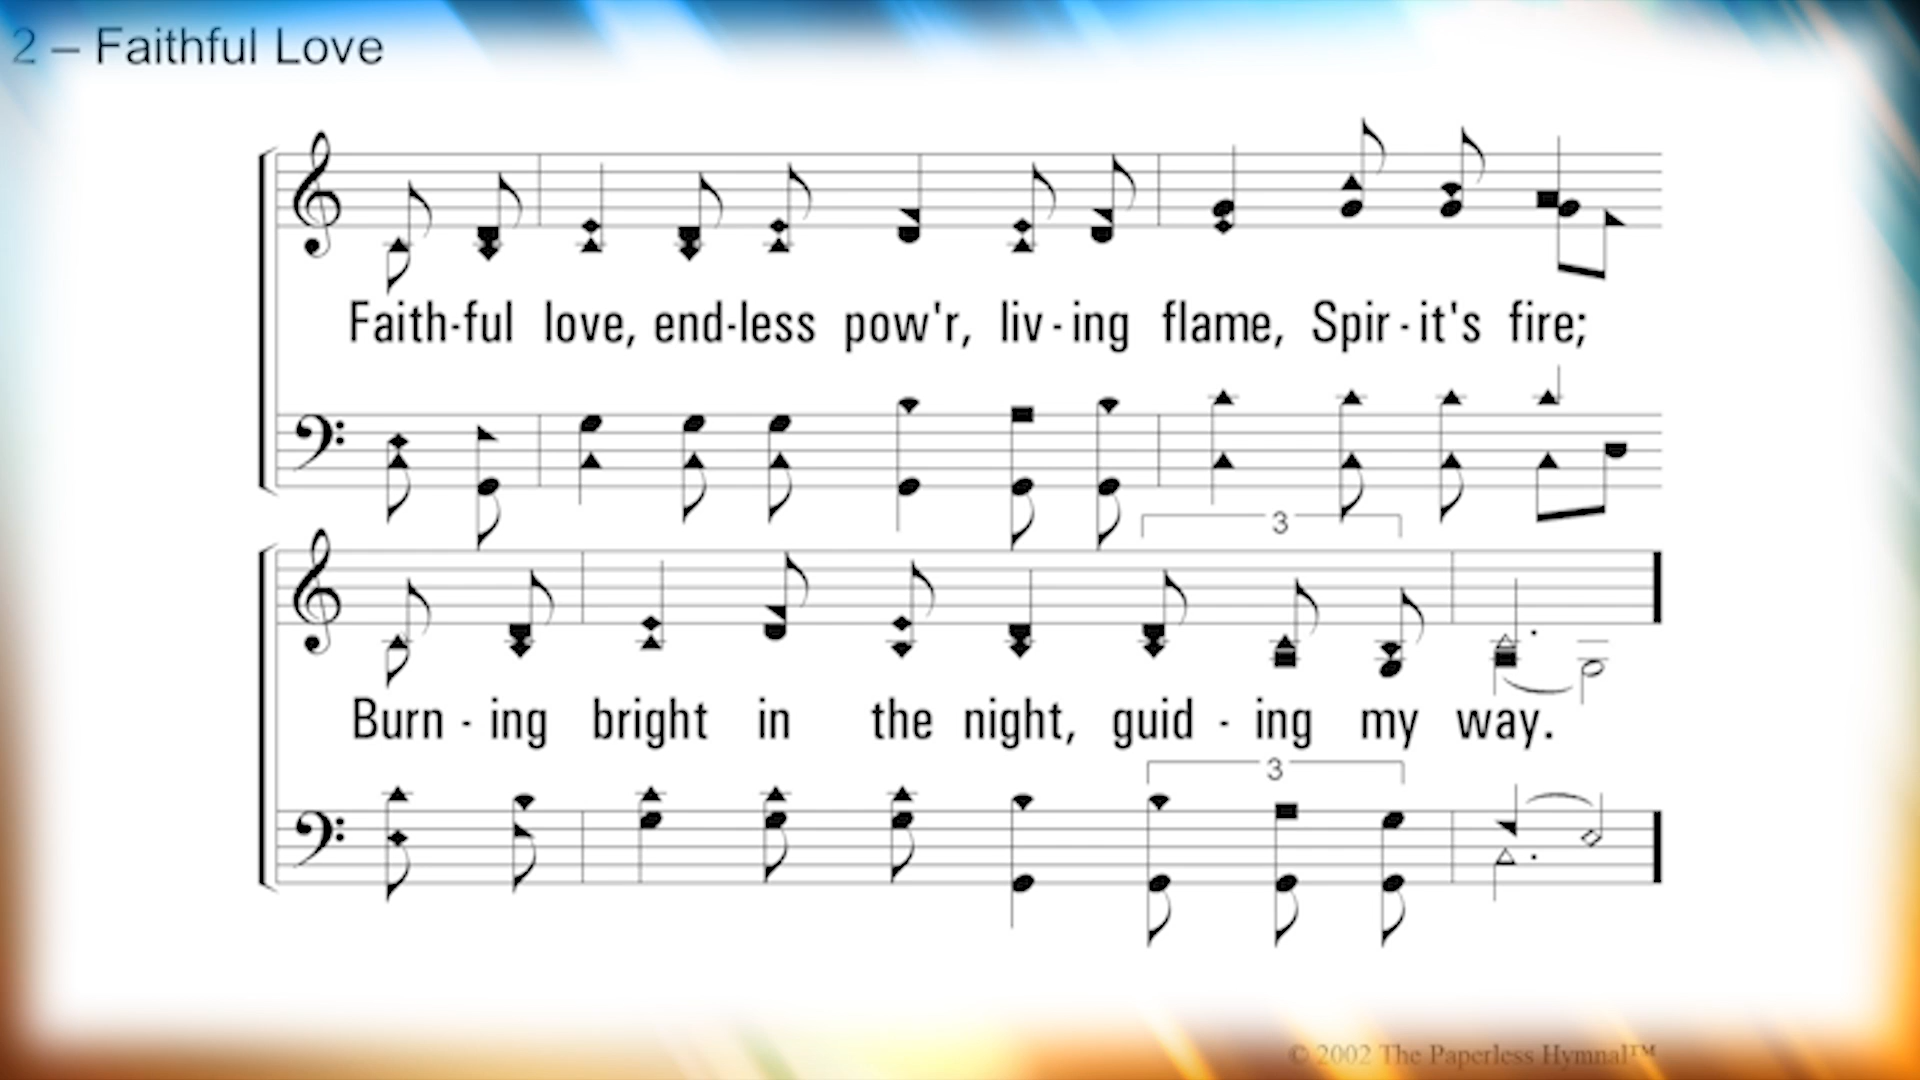 2 – Faithful Love
Faith-ful love, end-less pow'r, liv-ing flame, Spir-it's fire;
3
Burn-ing bright in the night, guid-ing my way.
3
© 2002 The Paperless Hymnal™